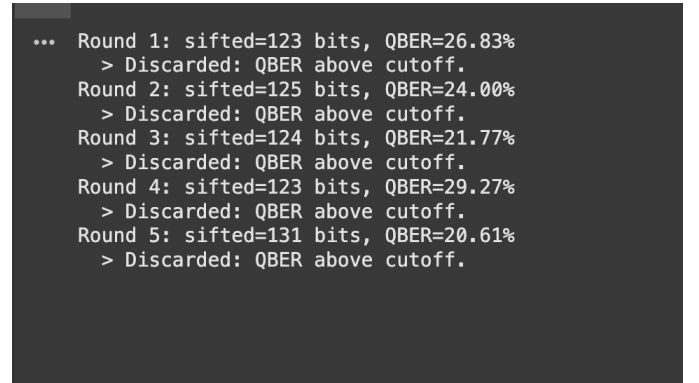 Round 1: sifted=123 bits, QBER=26.83%
> Discarded: QBER above cutoff.
Round 2: sifted=125 bits, QBER=24.00%
> Discarded: QBER above cutoff.
Round 3: sifted=124 bits, QBER=21.77%
> Discarded: QBER above cutoff.
Round 4: sifted=123 bits, QBER=29.27%
> Discarded: QBER above cutoff.
Round 5: sifted=131 bits, QBER=20.61%
> Discarded: QBER above cutoff.